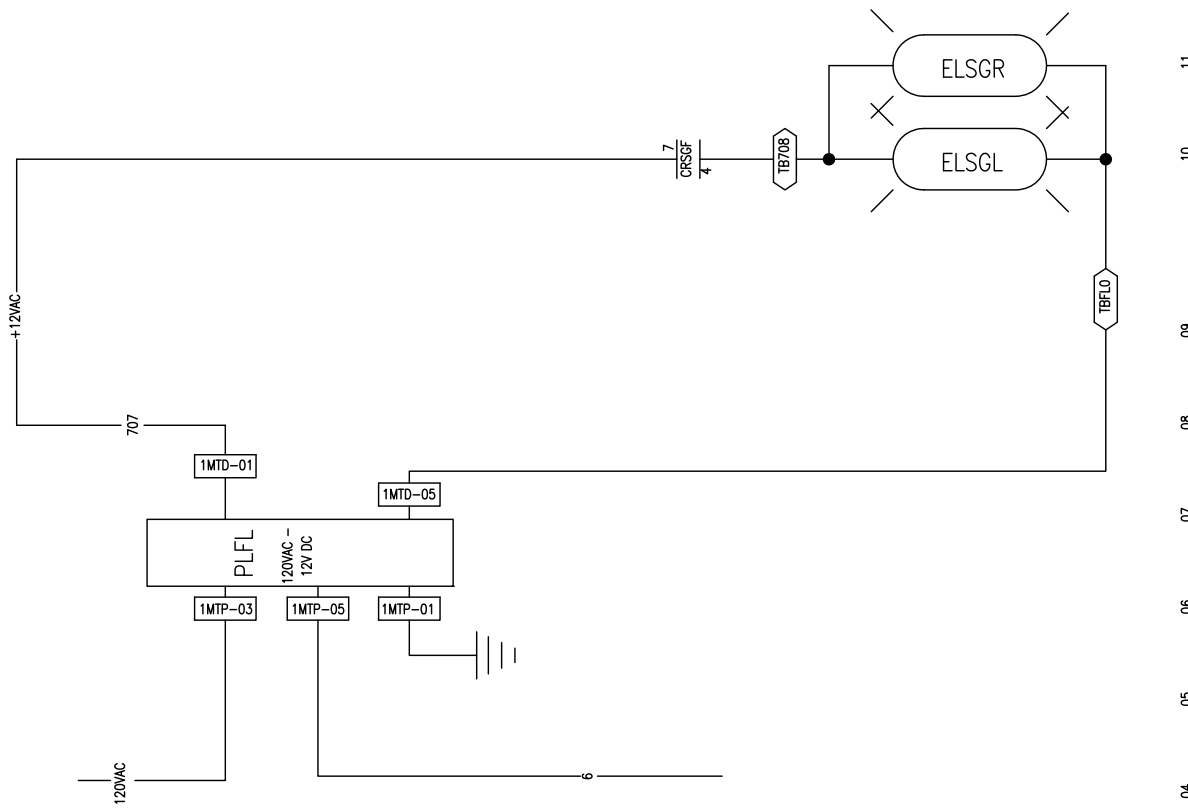 ELSGR
11
7
CRSGF
4
TB708
ELSGL
10
+12VAC
TBFL0
09
707
08
1MTD-01
1MTD-05
07
PLFL
120VAC -
12V DC
1MTP-03
1MTP-05
1MTP-01
06
05
120VAC
6
04